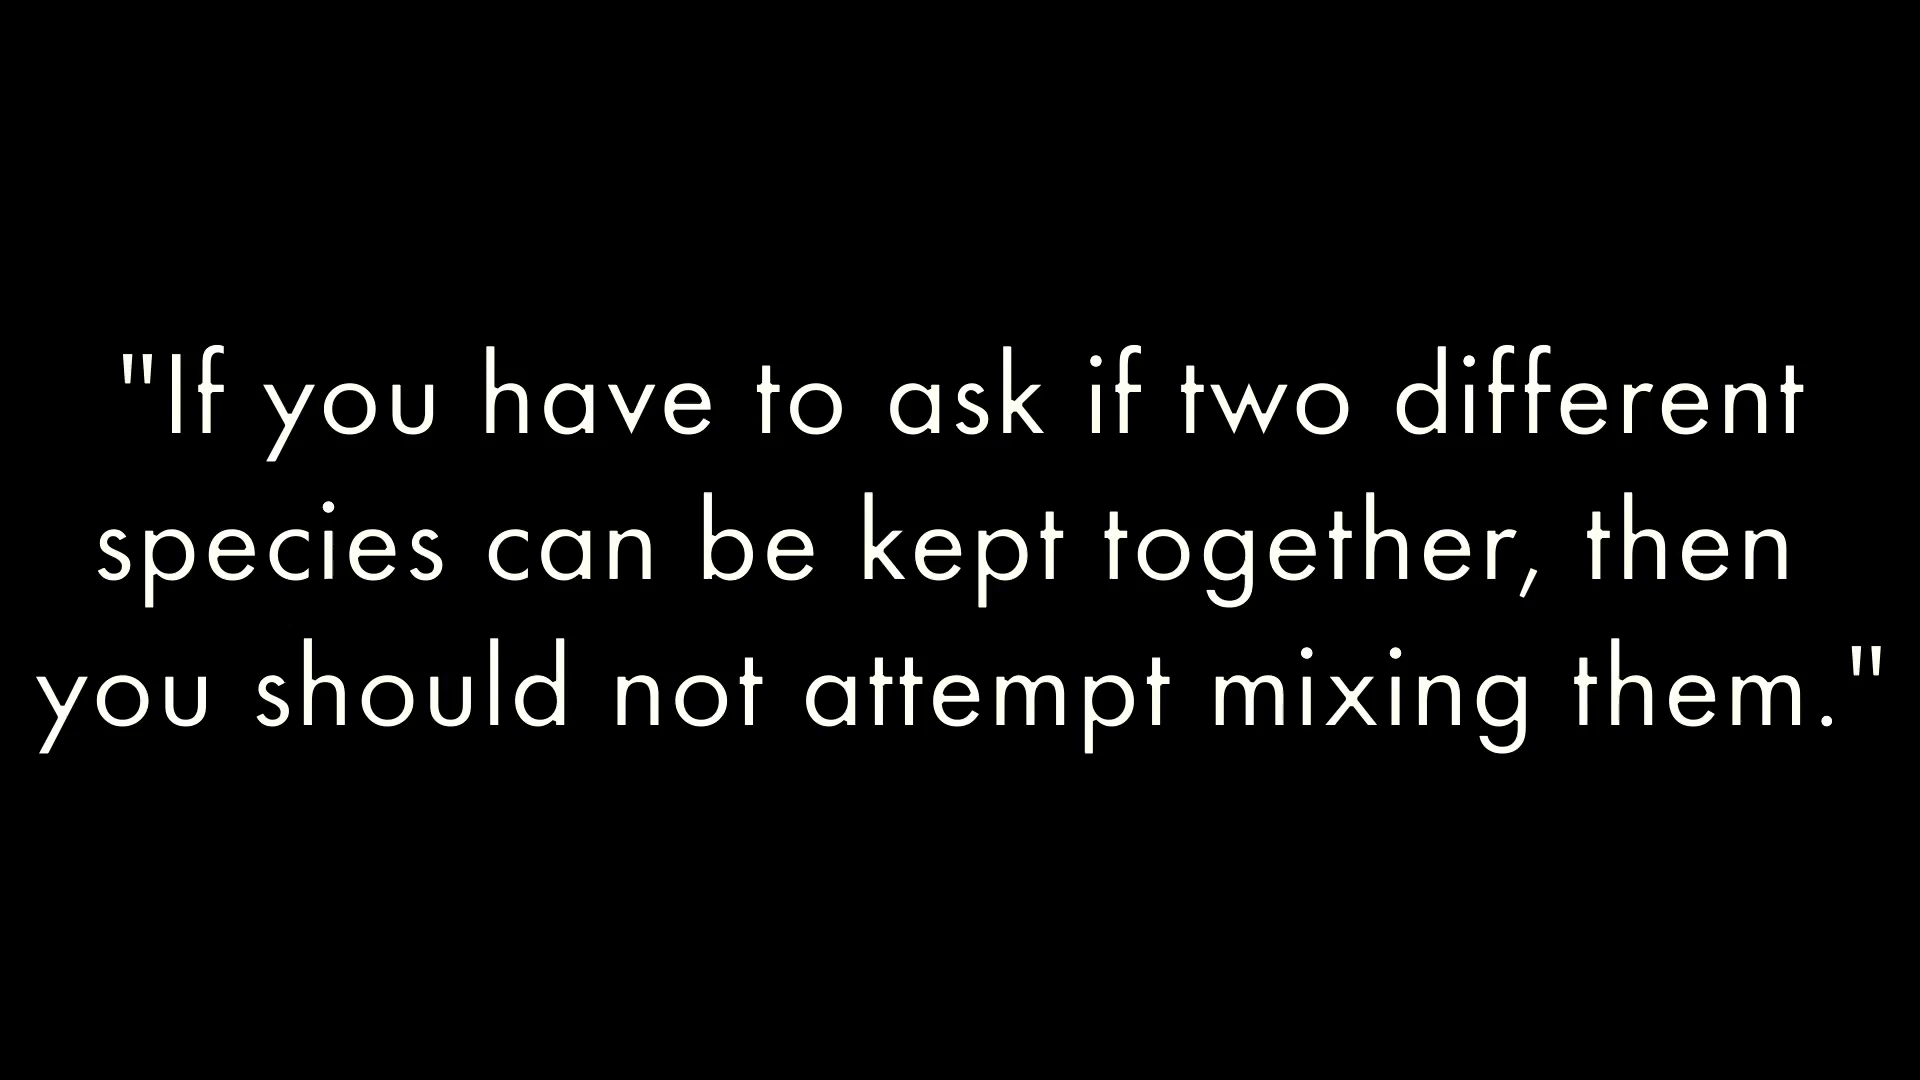 "If you have to ask if two different
species can be kept together, then
you should not attempt mixing them."